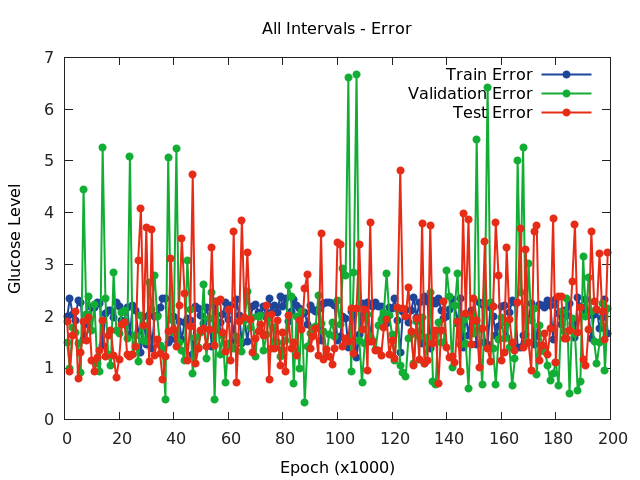 All Intervals - Error
Train Error
Validation Error
Test Error
Glucose Level
7
6
5
4
3
2
1
0
0 20 40 60 80 100 120 140 160 180 200
Epoch (x1000)